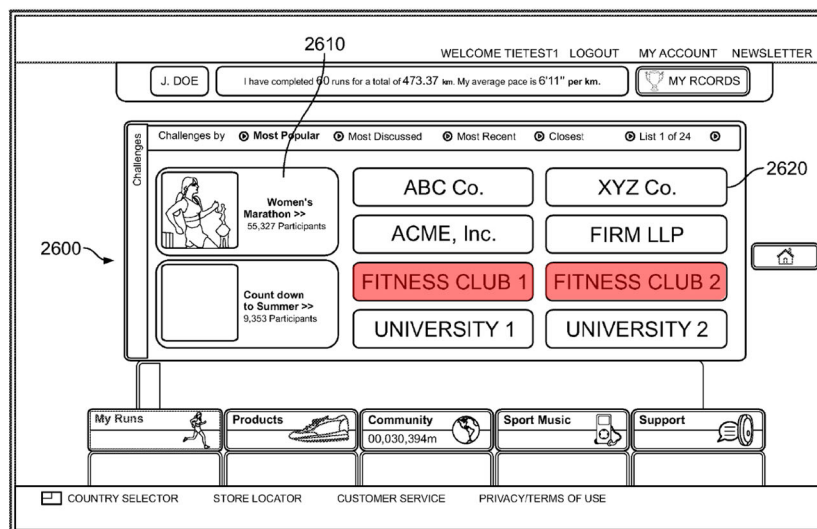 2610
WELCOME TIETEST1 LOGOUT MY ACCOUNT NEWSLETTER
J. DOE
I have completed 60 runs for a total of 473.37 km. My average pace is 6'11" per km.
MY RCORDS
Challenges
Challenges by Most Popular Most Discussed Most Recent Closest List 1 of 24
Women's
Marathon >>
55,327 Participants
ABC Co.
XYZ Co.
2620
ACME, Inc.
FIRM LLP
2600
Count down
to Summer >>
9,353 Participants
FITNESS CLUB 1
FITNESS CLUB 2
UNIVERSITY 1
UNIVERSITY 2
My Runs
Products
Community
00,030,394m
Sport Music
Support
COUNTRY SELECTOR STORE LOCATOR CUSTOMER SERVICE PRIVACY/TERMS OF USE